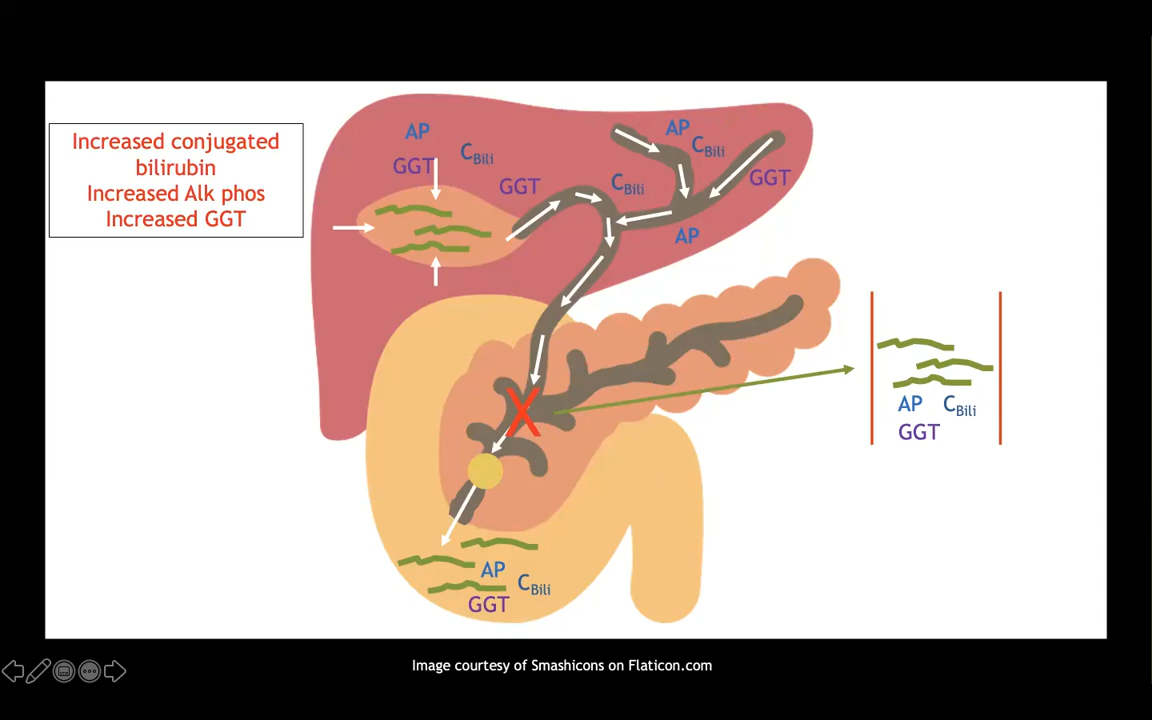 Increased conjugated
bilirubin
Increased Alk phos
Increased GGT
AP
GGT
CBili
GGT
CBili
AP
CBili
GGT
AP
X
AP CBili
GGT
AP
CBili
GGT
Image courtesy of Smashicons on Flaticon.com